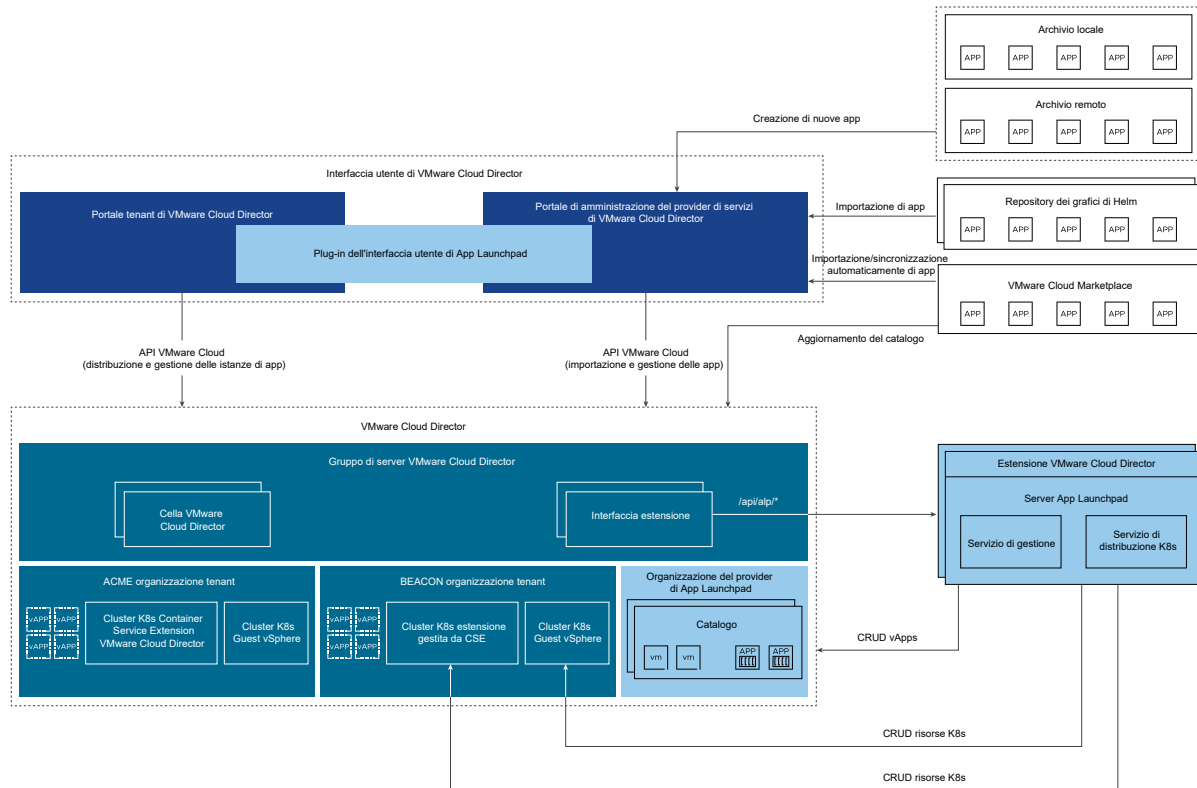 Archivio locale
APP APP APP APP APP
Archivio remoto
APP APP APP APP APP
Creazione di nuove app
Interfaccia utente di VMware Cloud Director
Portale tenant di VMware Cloud Director
Portale di amministrazione del provider di servizi
di VMware Cloud Director
Plug-in dell'interfaccia utente di App Launchpad
Importazione di app
Repository dei grafici di Helm
APP APP APP APP APP
Importazione/sincronizzazione
automaticamente di app
VMware Cloud Marketplace
APP APP APP APP APP
Aggiornamento del catalogo
API VMware Cloud
(distribuzione e gestione delle istanze di app)
API VMware Cloud
(importazione e gestione delle app)
VMware Cloud Director
Gruppo di server VMware Cloud Director
Cella VMware
Cloud Director
Interfaccia estensione
/api/alp/*
Estensione VMware Cloud Director
Server App Launchpad
Servizio di gestione
Servizio di
distribuzione K8s
ACME organizzazione tenant
vAPP vAPP
vAPP vAPP
Cluster K8s Container
Service Extension
VMware Cloud Director
Cluster K8s
Guest vSphere
BEACON organizzazione tenant
vAPP vAPP
vAPP vAPP
Cluster K8s estensione
gestita da CSE
Cluster K8s
Guest vSphere
Organizzazione del provider
di App Launchpad
Catalogo
vm vm APP APP
CRUD vApps
CRUD risorse K8s
CRUD risorse K8s